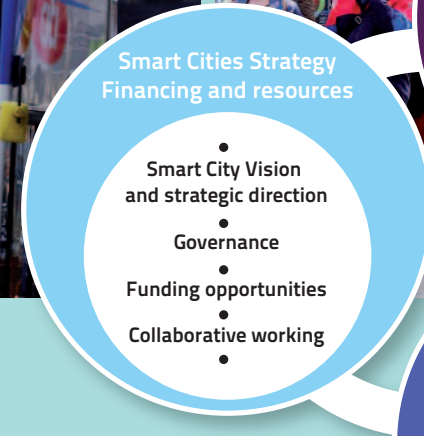 Smart Cities Strategy
Financing and resources
•
Smart City Vision
and strategic direction
•
Governance
•
Funding opportunities
•
Collaborative working
•